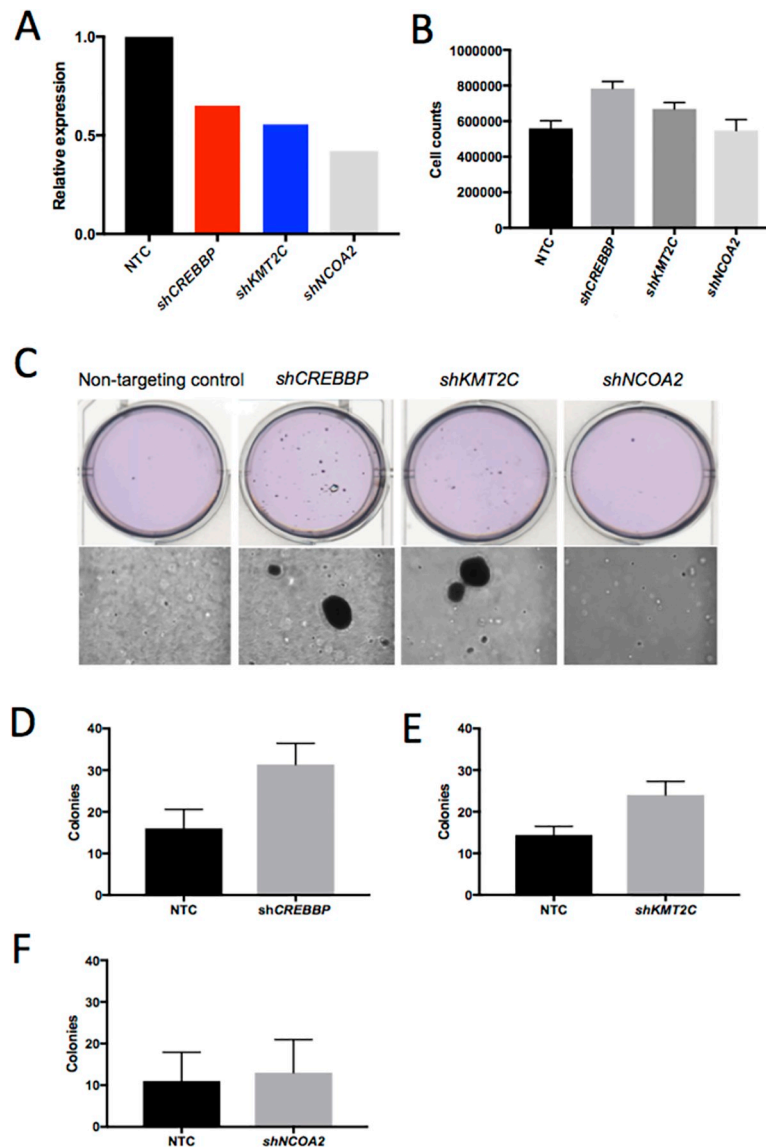 A
Relative expression
1.0
0.5
0.0
NTC
shCREBBP
shKMT2C
shNCOA2
B
Cell counts
1000000
800000
600000
400000
200000
0
NTC
shCREBBP
shKMT2C
shNCOA2
C
Non-targeting control
shCREBBP
shKMT2C
shNCOA2
D
Colonies
40
30
20
10
0
NTC
shCREBBP
E
Colonies
40
30
20
10
0
NTC
shKMT2C
F
Colonies
40
30
20
10
0
NTC
shNCOA2